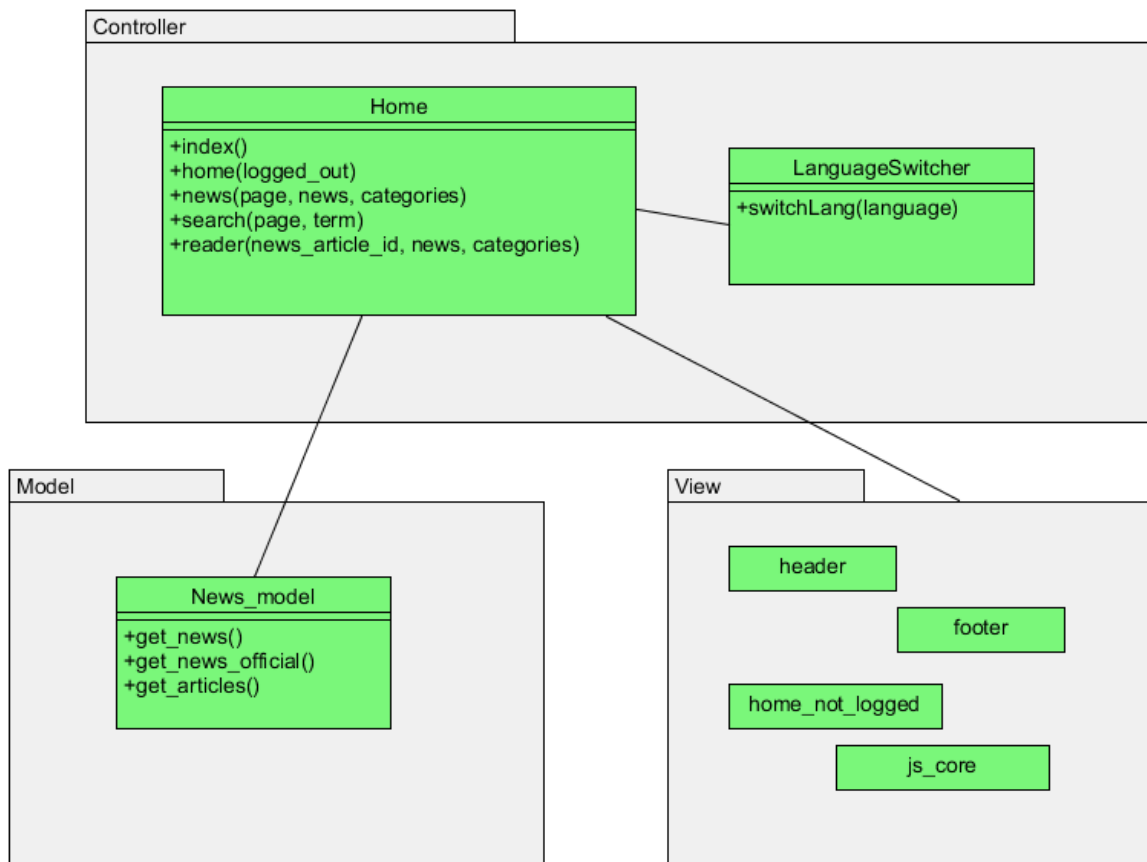 Controller
Home
+index()
+home(logged_out)
+news(page, news, categories)
+search(page, term)
+reader(news_article_id, news, categories)
LanguageSwitcher
+switchLang(language)
Model
News_model
+get_news()
+get_news_official()
+get_articles()
View
header
footer
home_not_logged
js_core